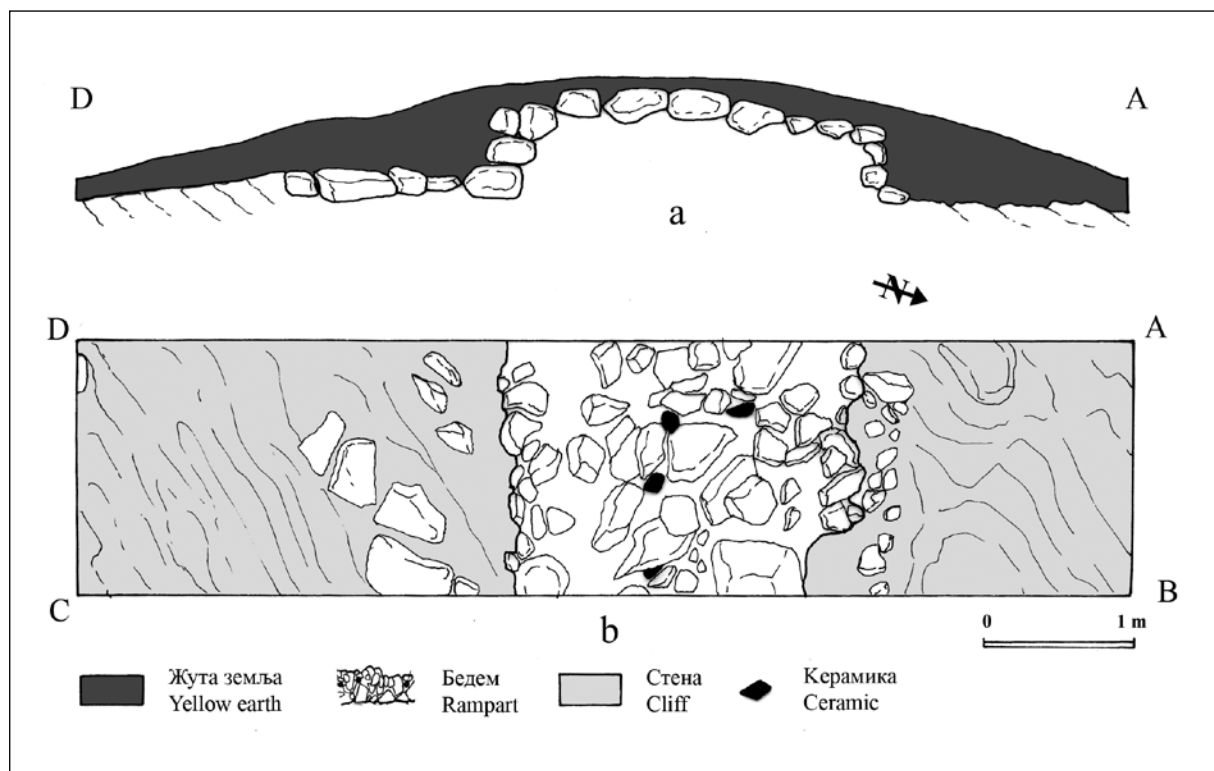 D
A
a
N
D
A
C
B
b
0 1 m
Жута земља
Yellow earth
Бедем
Rampart
Стена
Cliff
Керамика
Ceramic